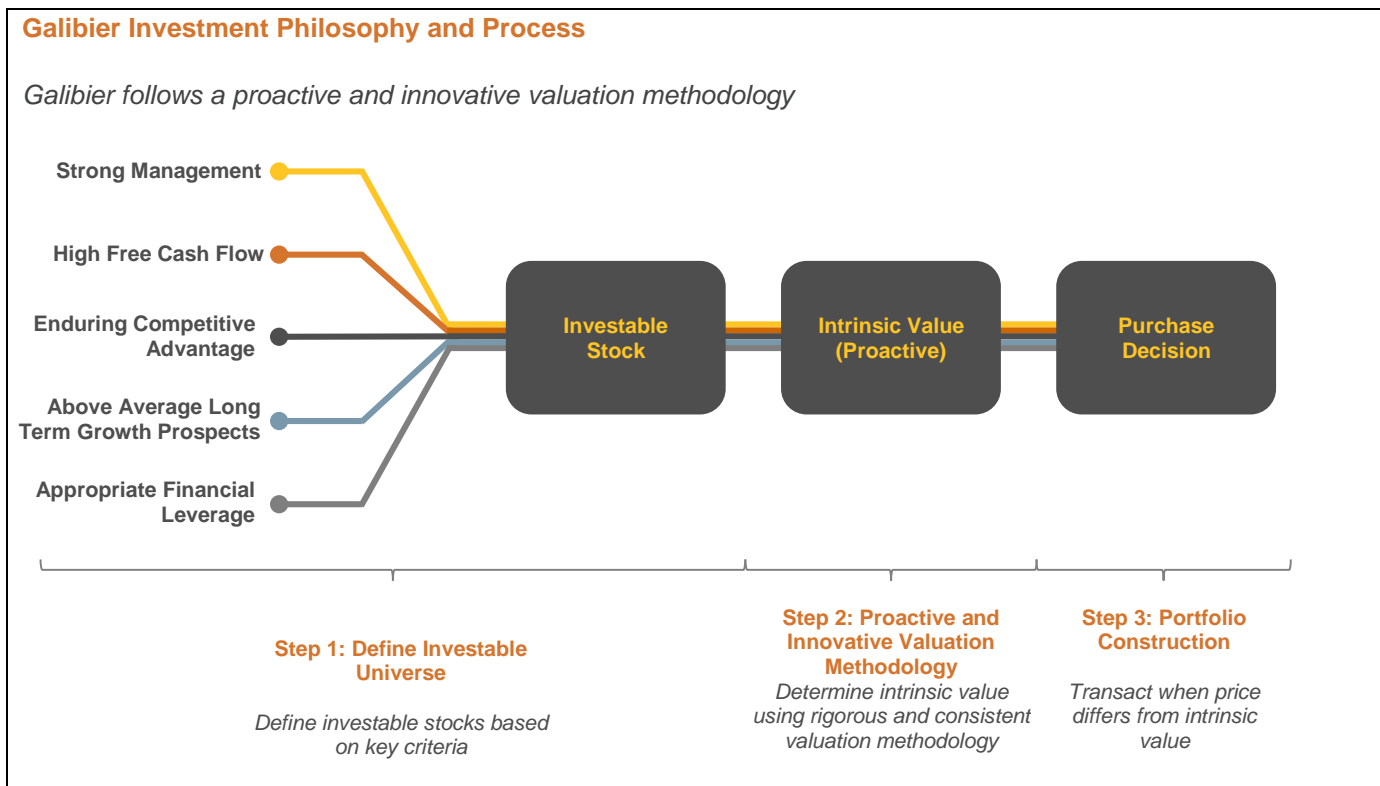 Galibier Investment Philosophy and Process
Galibier follows a proactive and innovative valuation methodology
Strong Management
High Free Cash Flow
Enduring Competitive
Advantage
Above Average Long
Term Growth Prospects
Appropriate Financial
Leverage
Investable
Stock
Intrinsic Value
(Proactive)
Purchase
Decision
Step 1: Define Investable
Universe
Define investable stocks based
on key criteria
Step 2: Proactive and
Innovative Valuation
Methodology
Determine intrinsic value
using rigorous and consistent
valuation methodology
Step 3: Portfolio
Construction
Transact when price
differs from intrinsic
value